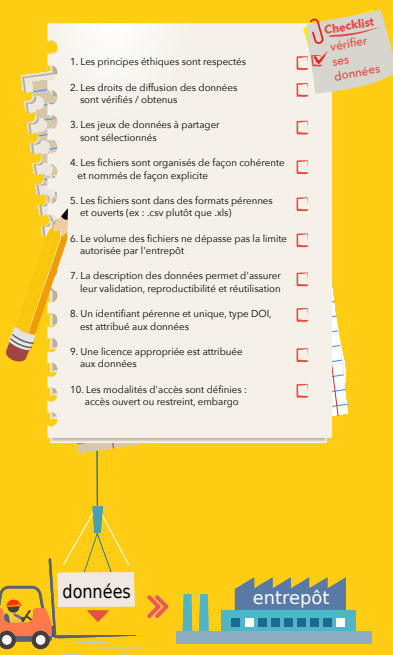 Checklist
vérifier
ses
données
1. Les principes éthiques sont respectés
2. Les droits de diffusion des données
sont vérifiés / obtenus
3. Les jeux de données à partager
sont sélectionnés
4. Les fichiers sont organisés de façon cohérente
et nommés de façon explicite
5. Les fichiers sont dans des formats pérennes
et ouverts (ex : .csv plutôt que .xls)
6. Le volume des fichiers ne dépasse pas la limite
autorisée par l'entrepôt
7. La description des données permet d'assurer
leur validation, reproductibilité et réutilisation
8. Un identifiant pérenne et unique, type DOI,
est attribué aux données
9. Une licence appropriée est attribuée
aux données
10. Les modalités d'accès sont définies :
accès ouvert ou restreint, embargo
données
entrepôt